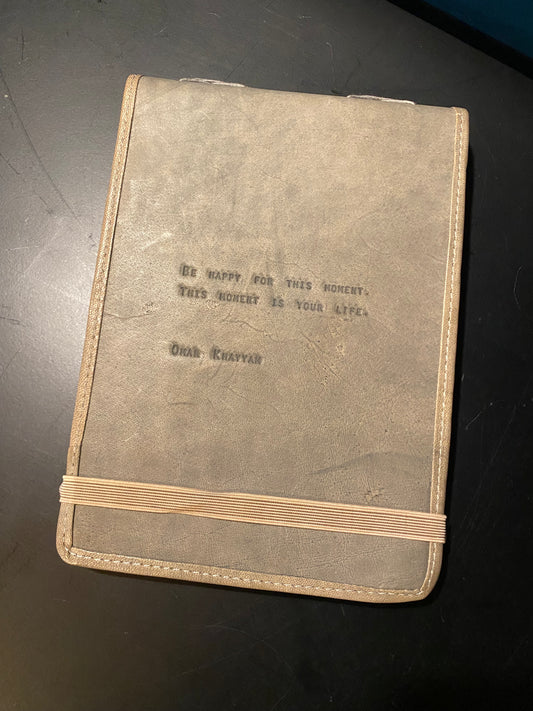 Be happy for this moment.
This moment is your life.
Omar Khayyam